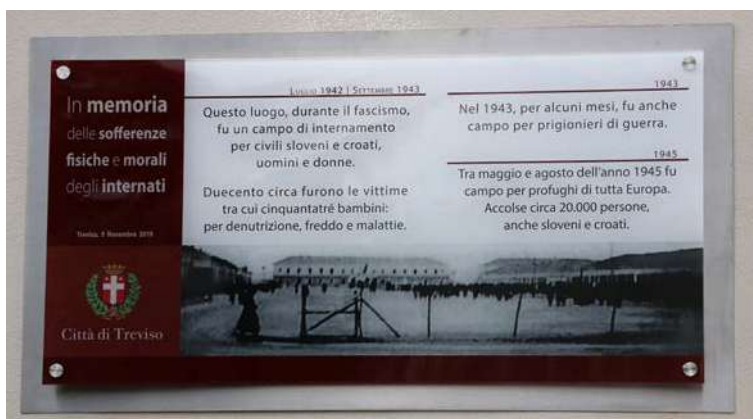 In memoria
delle sofferenze
fisiche e morali
degli internati
Treviso, 5 Novembre
Città di Treviso
Luglio 1942 | Settembre 1943
Questo luogo, durante il fascismo,
fu un campo di internamento
per civili sloveni e croati,
uomini e donne.
Duecento circa furono le vittime
tra cui cinquantatré bambini:
per denutrizione, freddo e malattie.
1943
Nel 1943, per alcuni mesi, fu anche
campo per prigionieri di guerra.
1945
Tra maggio e agosto dell'anno 1945 fu
campo per profughi di tutta Europa.
Accolse circa 20.000 persone,
anche sloveni e croati.